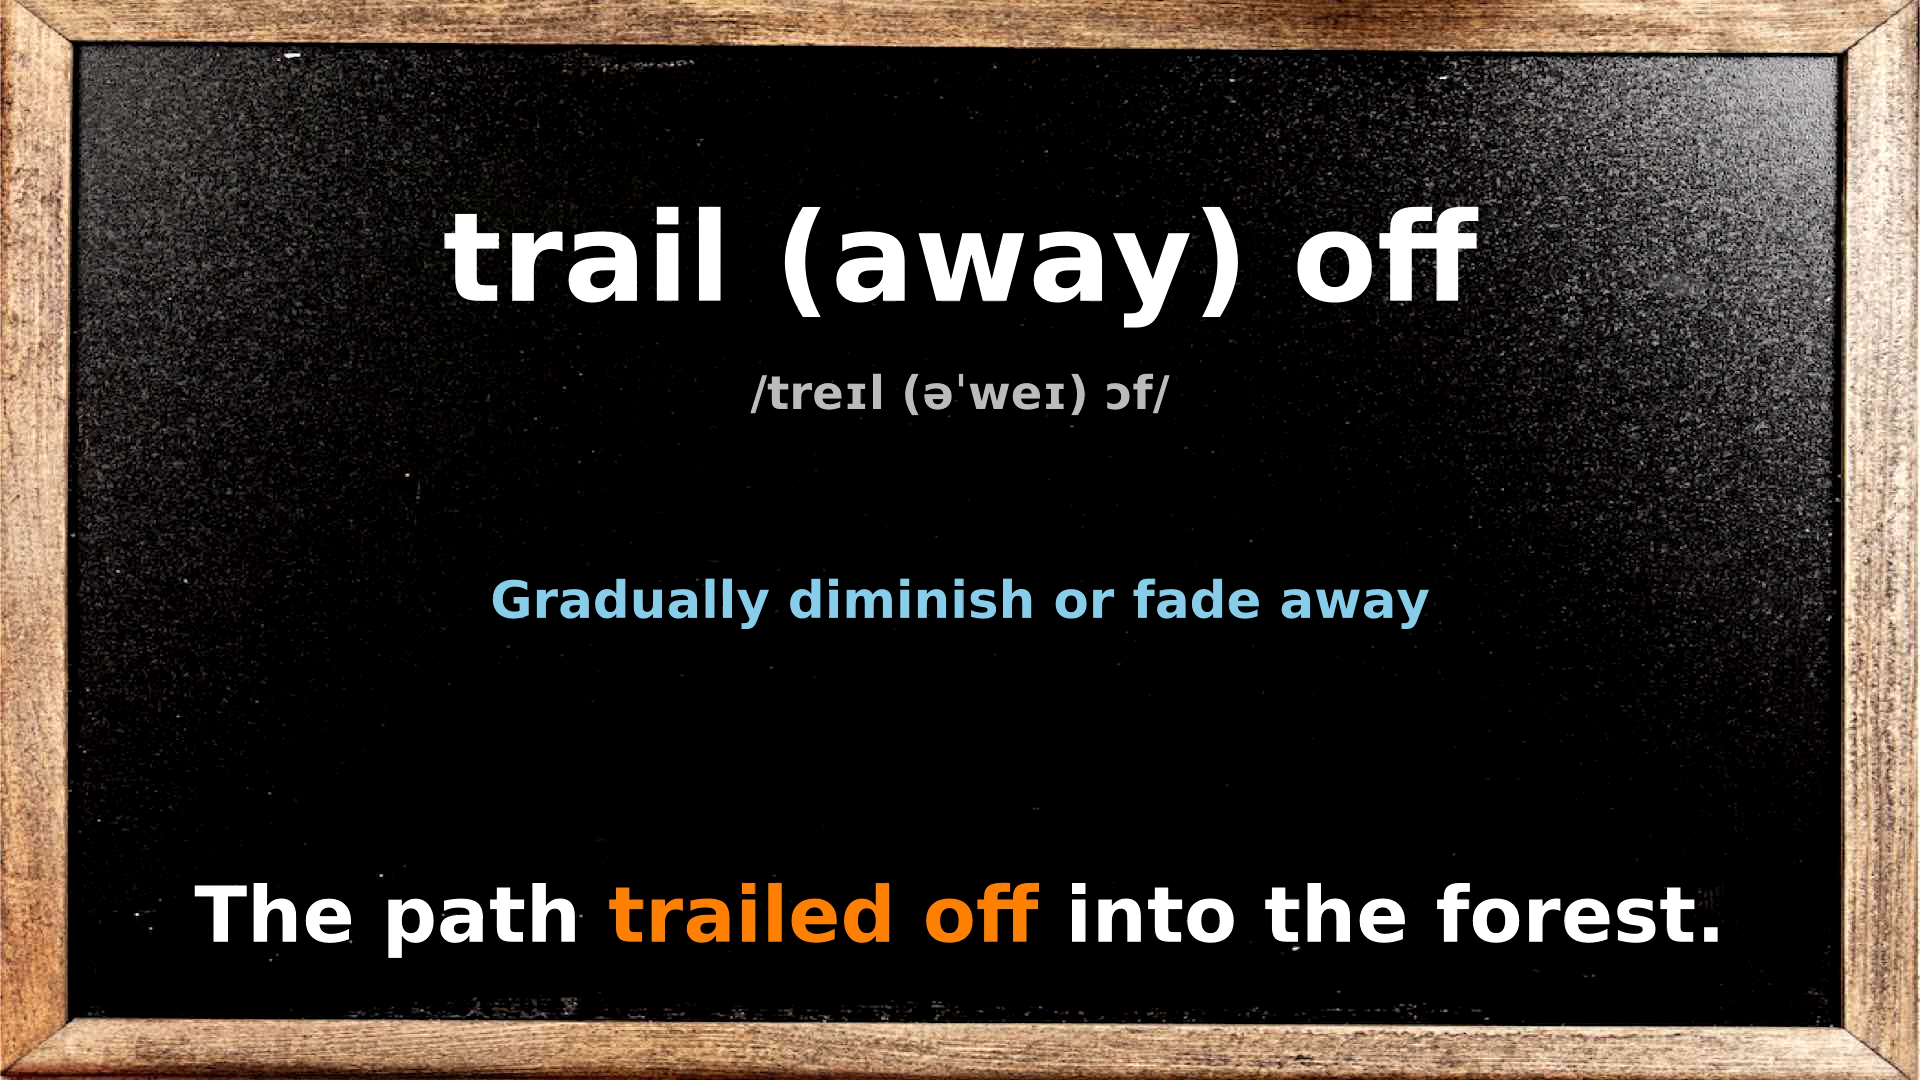 trail (away) off
/treɪl (əˈweɪ) ɔf/
Gradually diminish or fade away
The path trailed off into the forest.